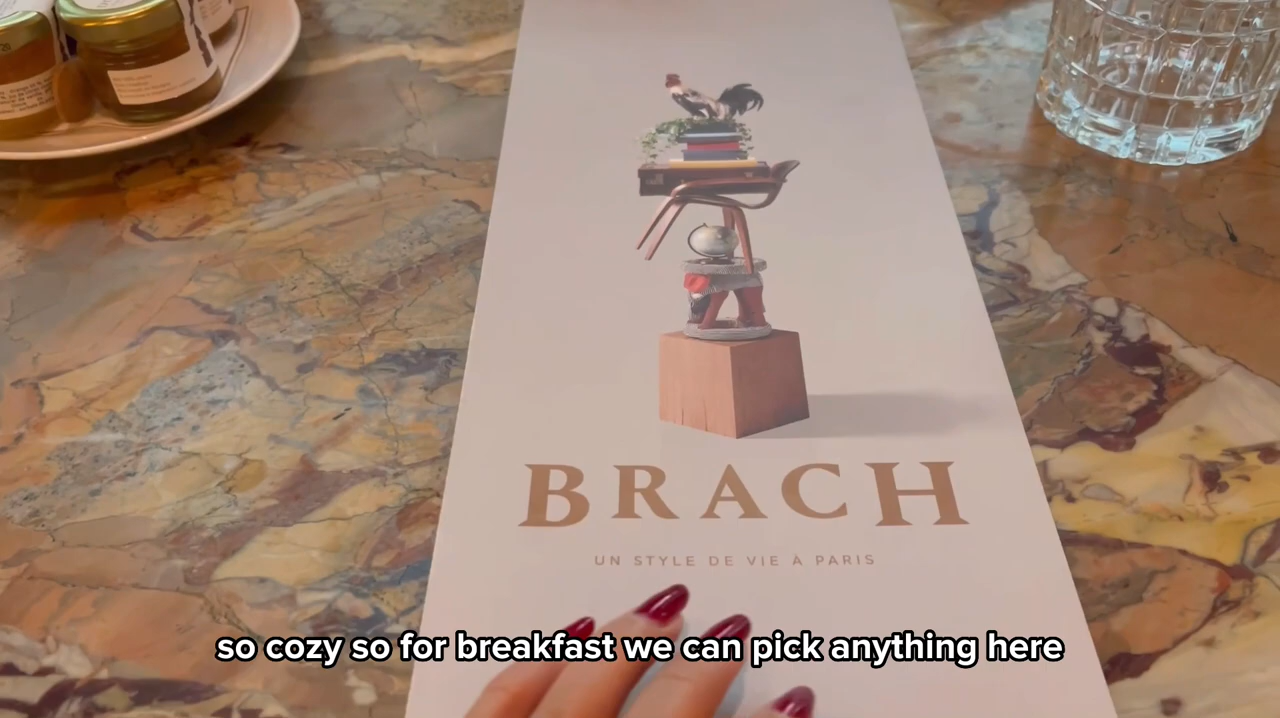 BRACH
UN STYLE DE VIE À PARIS
so cozy so for breakfast we can pick anything here